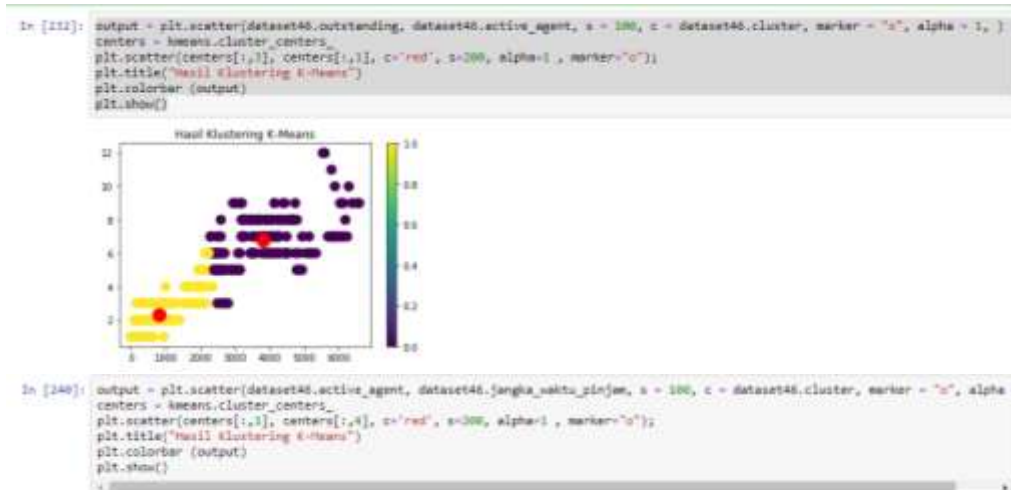 In [232]: output = plt.scatter(dataset46.outstanding, dataset46.active_agent, s = 100, c = dataset46.cluster, marker = "o", alpha = 1, )
centers = kmeans.cluster_centers_
plt.scatter(centers[:, centers[:, c='red', s=200, alpha=1 , marker="o");
plt.title("Hasil Klustering K-Means")
plt.colorbar (output)
plt.show()
Hasil Klustering K-Means
12
10
8
6
4
2
0 1000 2000 3000 4000 5000 6000
1.0
0.8
0.6
0.4
0.2
0.0
In [240]: output = plt.scatter(dataset46.active_agent, dataset46.jangka_waktu_pinjam, s = 100, c = dataset46.cluster, marker = "o", alpha
centers = kmeans.cluster_centers_
plt.scatter(centers[:, centers[:,4], c='red', s=200, alpha=1 , marker="o");
plt.title("Hasil Klustering K-Means")
plt.colorbar (output)
plt.show()